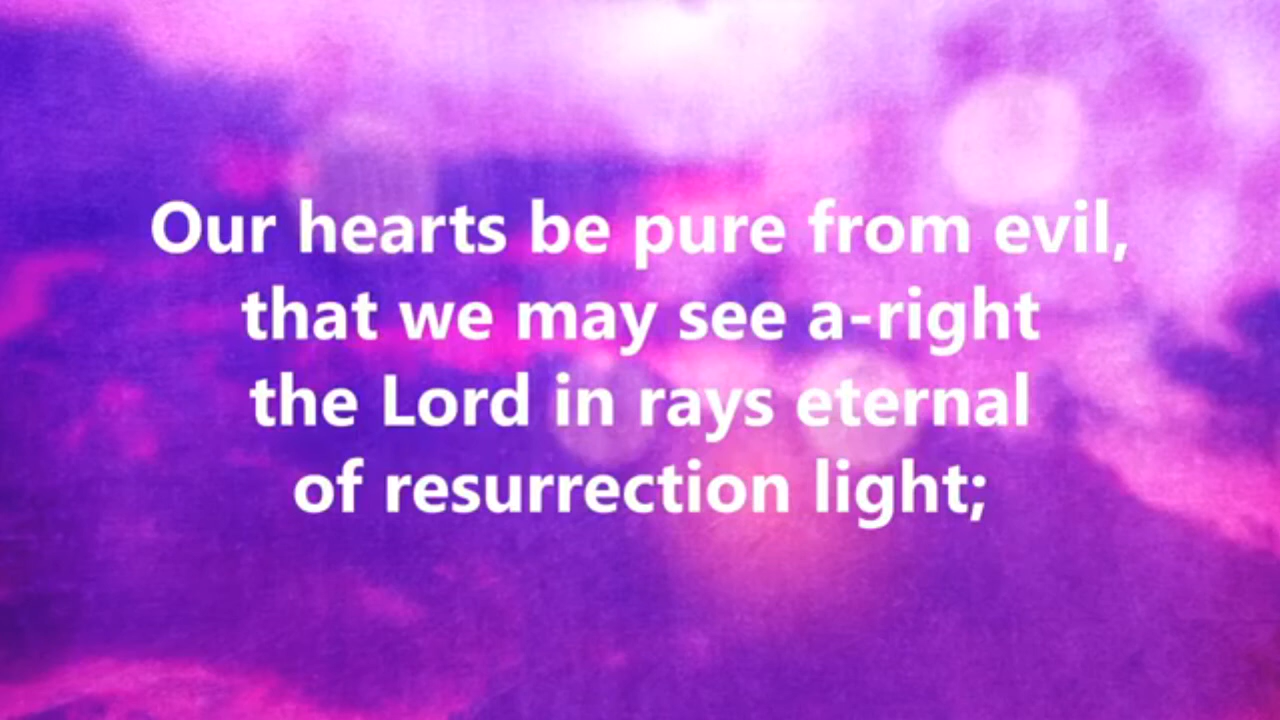 Our hearts be pure from evil,
that we may see a-right
the Lord in rays eternal
of resurrection light;